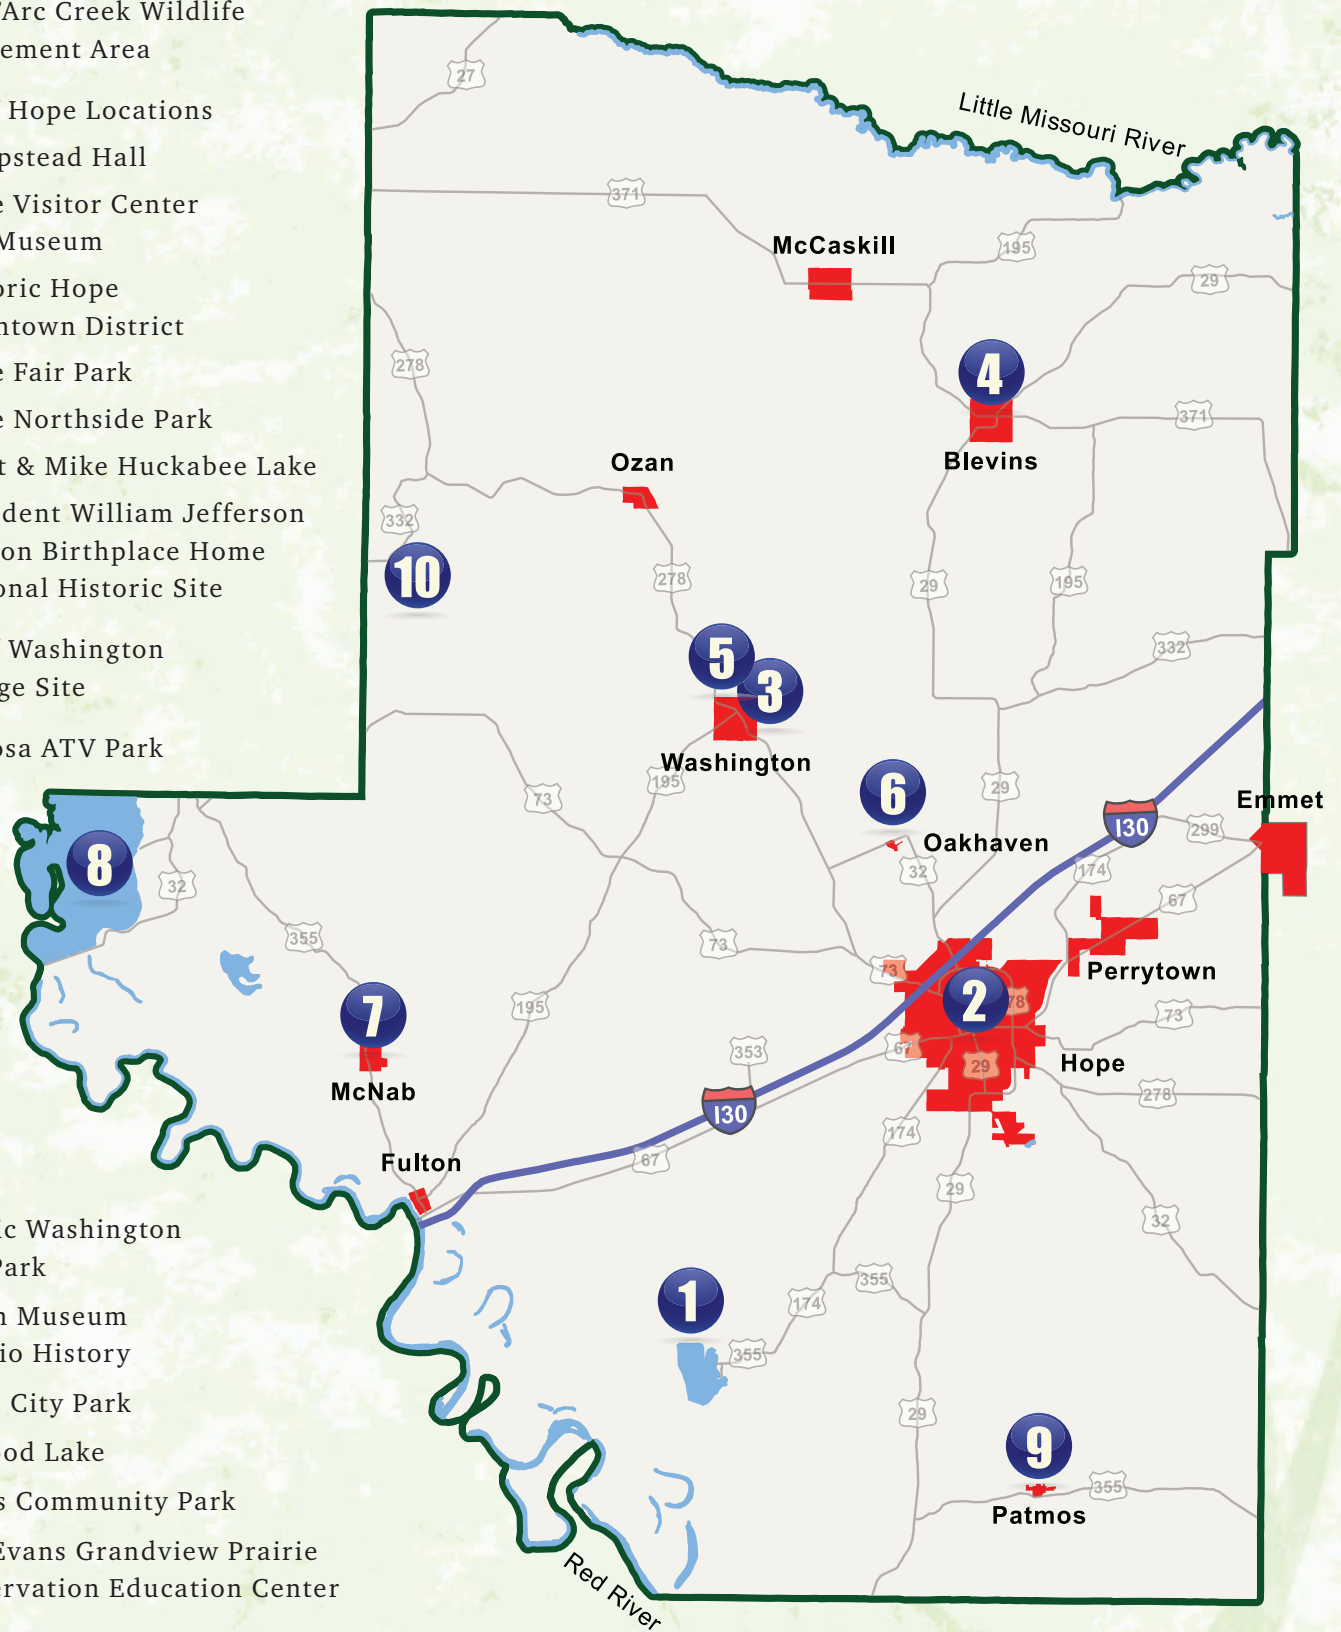 'Arc Creek Wildlife
ement Area
Hope Locations
pstead Hall
e Visitor Center
Museum
oric Hope
ntown District
e Fair Park
e Northside Park
t & Mike Huckabee Lake
dent William Jefferson
on Birthplace Home
onal Historic Site
Washington
ge Site
osa ATV Park
ic Washington
Park
n Museum
io History
City Park
od Lake
s Community Park
Evans Grandview Prairie
ervation Education Center
27
Little Missouri River
371
McCaskill
195
29
278
4
371
Ozan
Blevins
332
10
278
29
195
5
3
332
Washington
195
73
6
29
Emmet
I30
299
Oakhaven
32
174
8
32
67
355
73
73
Perrytown
7
195
2
78
73
353
67
29
Hope
McNab
I30
278
174
Fulton
67
29
32
1
174
355
355
29
9
355
Patmos
Red River